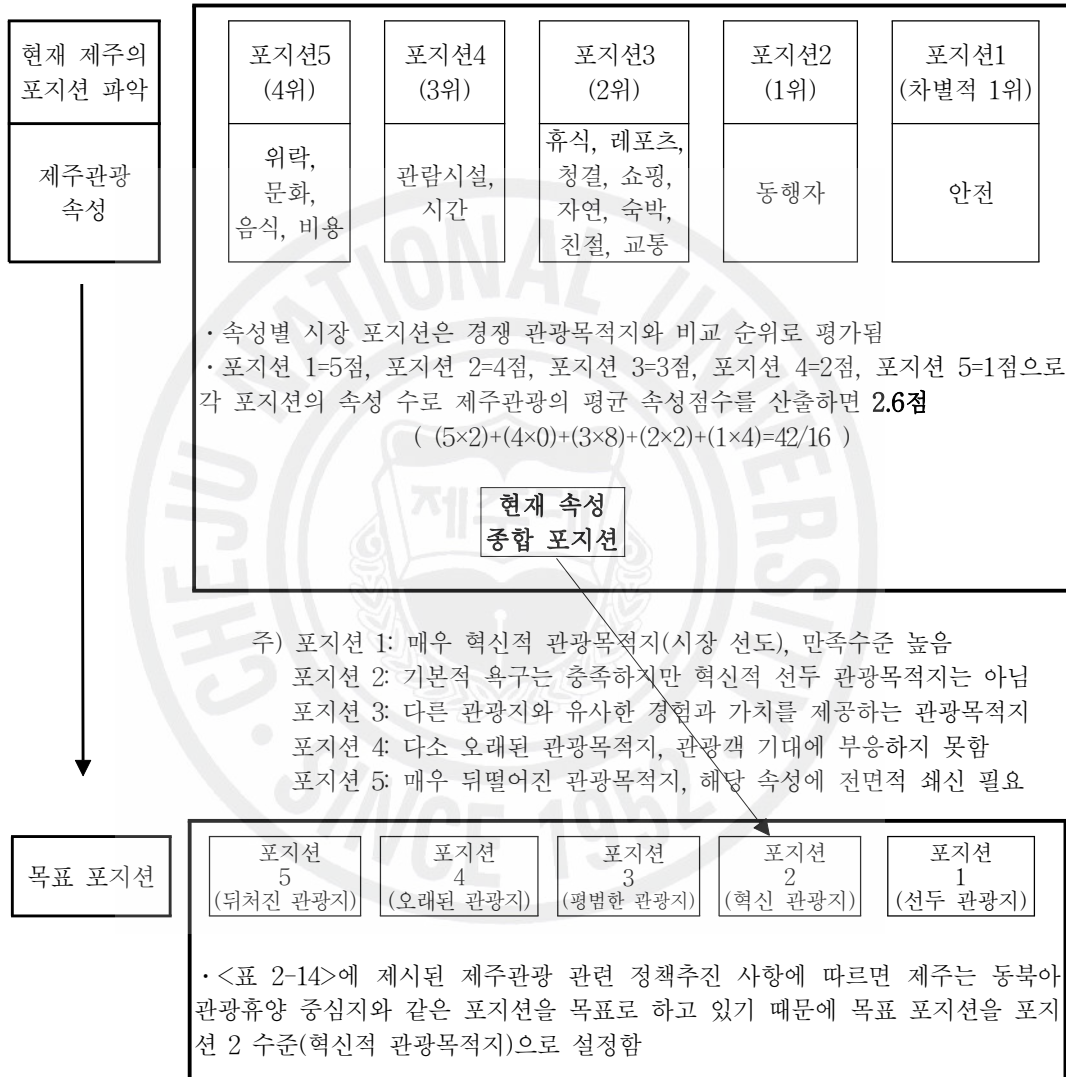 현재 제주의
포지션 파악
제주관광
속성
포지션5
(4위)
위락,
문화,
음식, 비용
포지션4
(3위)
관람시설,
시간
포지션3
(2위)
휴식, 레포츠,
청결, 쇼핑,
자연, 숙박,
친절, 교통
포지션2
(1위)
동행자
포지션1
(차별적 1위)
안전
· 속성별 시장 포지션은 경쟁 관광목적지와 비교 순위로 평가됨
· 포지션 1=5점, 포지션 2=4점, 포지션 3=3점, 포지션 4=2점, 포지션 5=1점으로
각 포지션의 속성 수로 제주관광의 평균 속성점수를 산출하면 2.6점
( (5×2)+(4×0)+(3×8)+(2×2)+(1×4)=42/16 )
현재 속성
종합 포지션
주) 포지션 1: 매우 혁신적 관광목적지(시장 선도), 만족수준 높음
포지션 2: 기본적 욕구는 충족하지만 혁신적 선두 관광목적지는 아님
포지션 3: 다른 관광지와 유사한 경험과 가치를 제공하는 관광목적지
포지션 4: 다소 오래된 관광목적지, 관광객 기대에 부응하지 못함
포지션 5: 매우 뒤떨어진 관광목적지, 해당 속성에 전면적 쇄신 필요
목표 포지션
포지션
5
(뒤처진 관광지)
포지션
4
(오래된 관광지)
포지션
3
(평범한 관광지)
포지션
2
(혁신 관광지)
포지션
1
(선두 관광지)
· <표 2-14>에 제시된 제주관광 관련 정책추진 사항에 따르면 제주는 동북아
관광휴양 중심지와 같은 포지션을 목표로 하고 있기 때문에 목표 포지션을 포지
션 2 수준(혁신적 관광목적지)으로 설정함
CHEJU NATIONAL UNIVERSITY
SINCE 1952